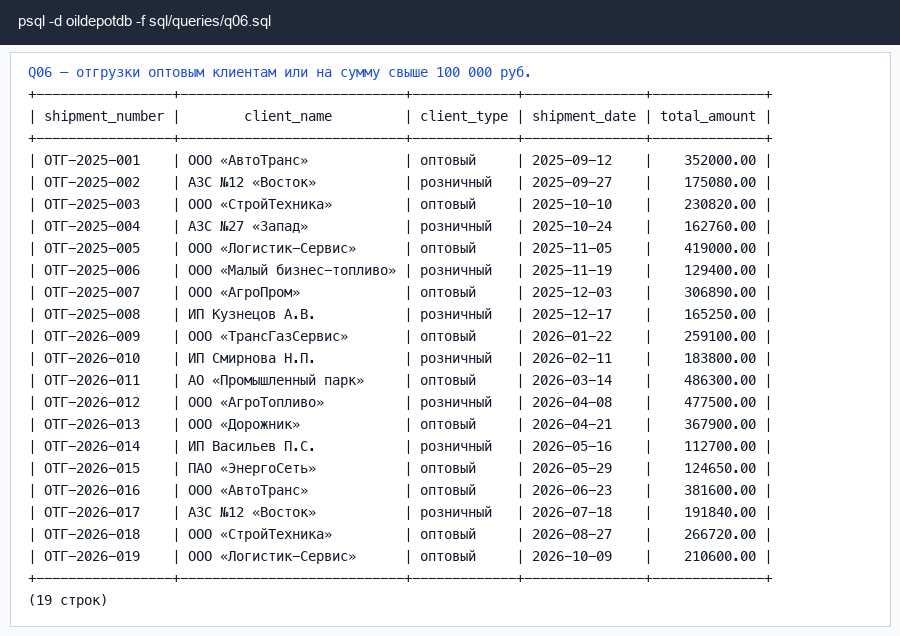 psql -d oildepotdb -f sql/queries/q06.sql
Q06 — отгрузки оптовым клиентам или на сумму свыше 100 000 руб.
+-----------------+----------------------------+-------------+---------------+--------------+
| shipment_number |        client_name         | client_type | shipment_date | total_amount |
+-----------------+----------------------------+-------------+---------------+--------------+
| ОТГ-2025-001    | ООО «АвтоТранс»            | оптовый     | 2025-09-12    |    352000.00 |
| ОТГ-2025-002    | АЗС №12 «Восток»           | розничный   | 2025-09-27    |    175080.00 |
| ОТГ-2025-003    | ООО «СтройТехника»         | оптовый     | 2025-10-10    |    230820.00 |
| ОТГ-2025-004    | АЗС №27 «Запад»            | розничный   | 2025-10-24    |    162760.00 |
| ОТГ-2025-005    | ООО «Логистик-Сервис»      | оптовый     | 2025-11-05    |    419000.00 |
| ОТГ-2025-006    | ООО «Малый бизнес-топливо» | розничный   | 2025-11-19    |    129400.00 |
| ОТГ-2025-007    | ООО «АгроПром»             | оптовый     | 2025-12-03    |    306890.00 |
| ОТГ-2025-008    | ИП Кузнецов А.В.           | розничный   | 2025-12-17    |    165250.00 |
| ОТГ-2026-009    | ООО «ТрансГазСервис»       | оптовый     | 2026-01-22    |    259100.00 |
| ОТГ-2026-010    | ИП Смирнова Н.П.           | розничный   | 2026-02-11    |    183800.00 |
| ОТГ-2026-011    | АО «Промышленный парк»     | оптовый     | 2026-03-14    |    486300.00 |
| ОТГ-2026-012    | ООО «АгроТопливо»          | розничный   | 2026-04-08    |    477500.00 |
| ОТГ-2026-013    | ООО «Дорожник»             | оптовый     | 2026-04-21    |    367900.00 |
| ОТГ-2026-014    | ИП Васильев П.С.           | розничный   | 2026-05-16    |    112700.00 |
| ОТГ-2026-015    | ПАО «ЭнергоСеть»           | оптовый     | 2026-05-29    |    124650.00 |
| ОТГ-2026-016    | ООО «АвтоТранс»            | оптовый     | 2026-06-23    |    381600.00 |
| ОТГ-2026-017    | АЗС №12 «Восток»           | розничный   | 2026-07-18    |    191840.00 |
| ОТГ-2026-018    | ООО «СтройТехника»         | оптовый     | 2026-08-27    |    266720.00 |
| ОТГ-2026-019    | ООО «Логистик-Сервис»      | оптовый     | 2026-10-09    |    210600.00 |
+-----------------+----------------------------+-------------+---------------+--------------+
(19 строк)